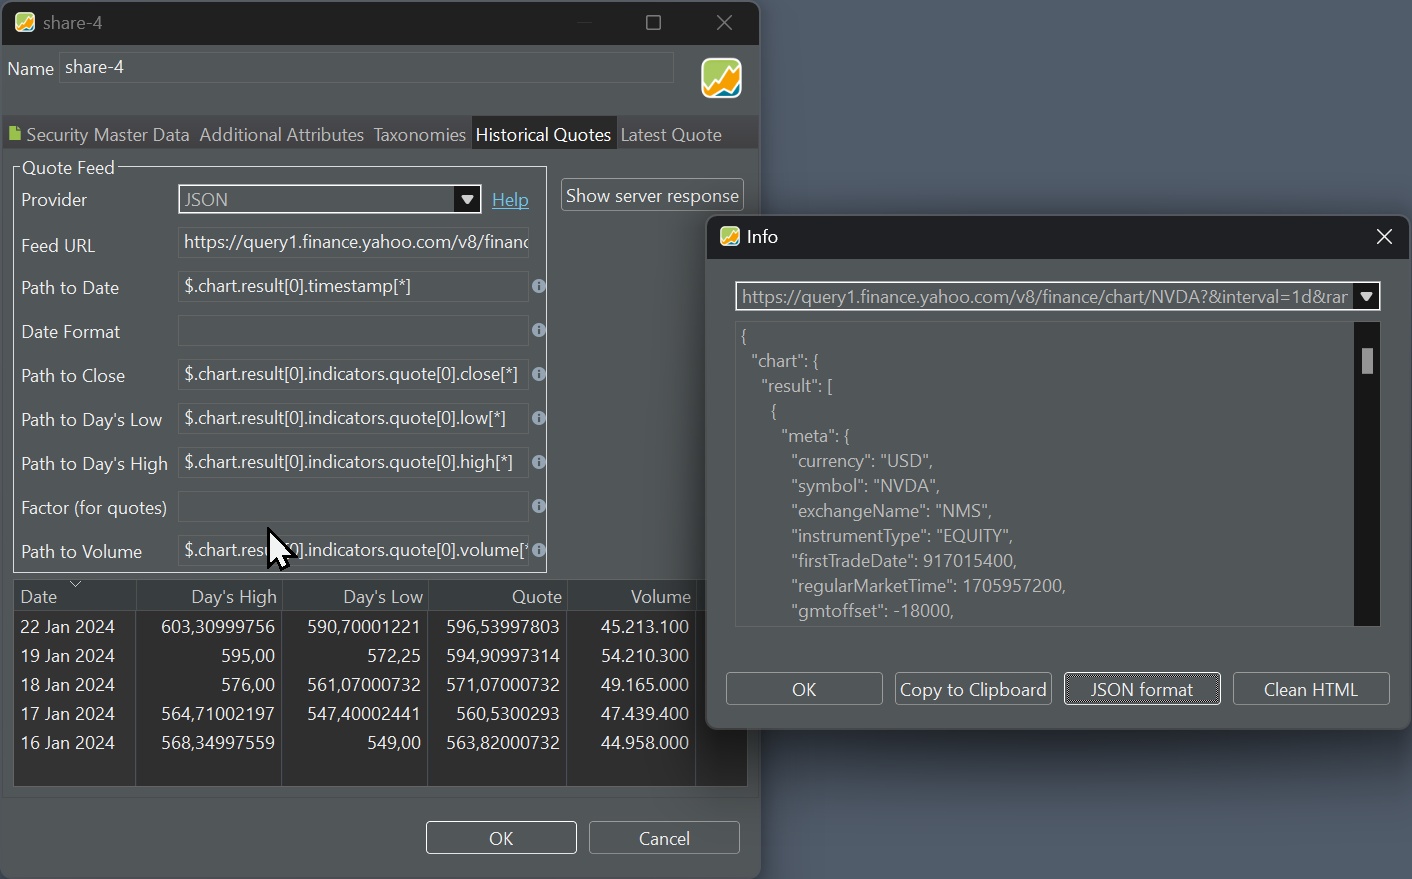 share-4
Name share-4
Security Master Data Additional Attributes Taxonomies Historical Quotes Latest Quote
Quote Feed
Provider JSON Help Show server response
Feed URL https://query1.finance.yahoo.com/v8/financ
Path to Date $.chart.result[0].timestamp[*]
Date Format
Path to Close $.chart.result[0].indicators.quote[0].close[*]
Path to Day's Low $.chart.result[0].indicators.quote[0].low[*]
Path to Day's High $.chart.result[0].indicators.quote[0].high[*]
Factor (for quotes)
Path to Volume $.chart.result[0].indicators.quote[0].volume[*
Date Day's High Day's Low Quote Volume
22 Jan 2024 603,30999756 590,70001221 596,53997803 45.213.100
19 Jan 2024 595,00 572,25 594,90997314 54.210.300
18 Jan 2024 576,00 561,07000732 571,07000732 49.165.000
17 Jan 2024 564,71002197 547,40002441 560,5300293 47.439.400
16 Jan 2024 568,34997559 549,00 563,82000732 44.958.000
OK Cancel
Info
https://query1.finance.yahoo.com/v8/finance/chart/NVDA?&interval=1d&rar
{
"chart": {
"result": [
{
"meta": {
"currency": "USD",
"symbol": "NVDA",
"exchangeName": "NMS",
"instrumentType": "EQUITY",
"firstTradeDate": 917015400,
"regularMarketTime": 1705957200,
"gmtoffset": -18000,
OK Copy to Clipboard JSON format Clean HTML